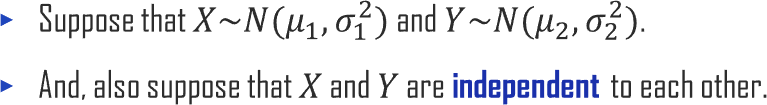 ▸ Suppose that X~N(μ₁, σ₁²) and Y~N(μ₂, σ₂²).
▸ And, also suppose that X and Y are independent to each other.